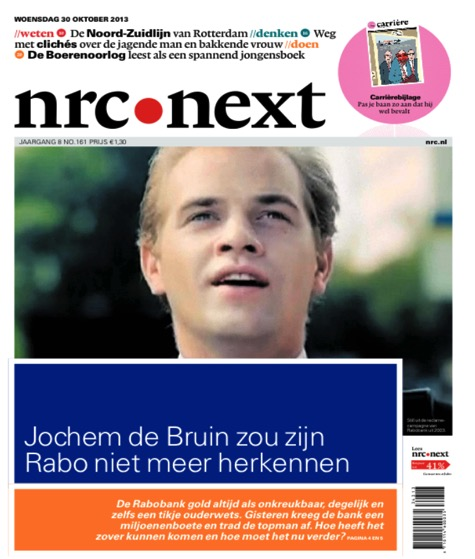 WOENSDAG 30 OKTOBER 2013
//weten De Noord-Zuidlijn van Rotterdam //denken Weg
met clichés over de jagende man en bakkende vrouw //doen
De Boerenoorlog leest als een spannend jongensboek
carrière
Carrièrebijlage
Pas je baan zo aan dat hij
wel bevalt
nrc next
JAARGANG 8 NO.161 PRIJS €1,30
nrc.nl
Still uit de reclame-
campagne van
Rabobank uit 2003.
Jochem de Bruin zou zijn
Rabo niet meer herkennen
De Rabobank gold altijd als onkreukbaar, degelijk en
zelfs een tikje ouderwets. Gisteren kreeg de bank een
miljoenenboete en trad de topman af. Hoe heeft het
zover kunnen komen en hoe moet het nu verder? PAGINA 4 EN 5
Lees
nrc next
41%